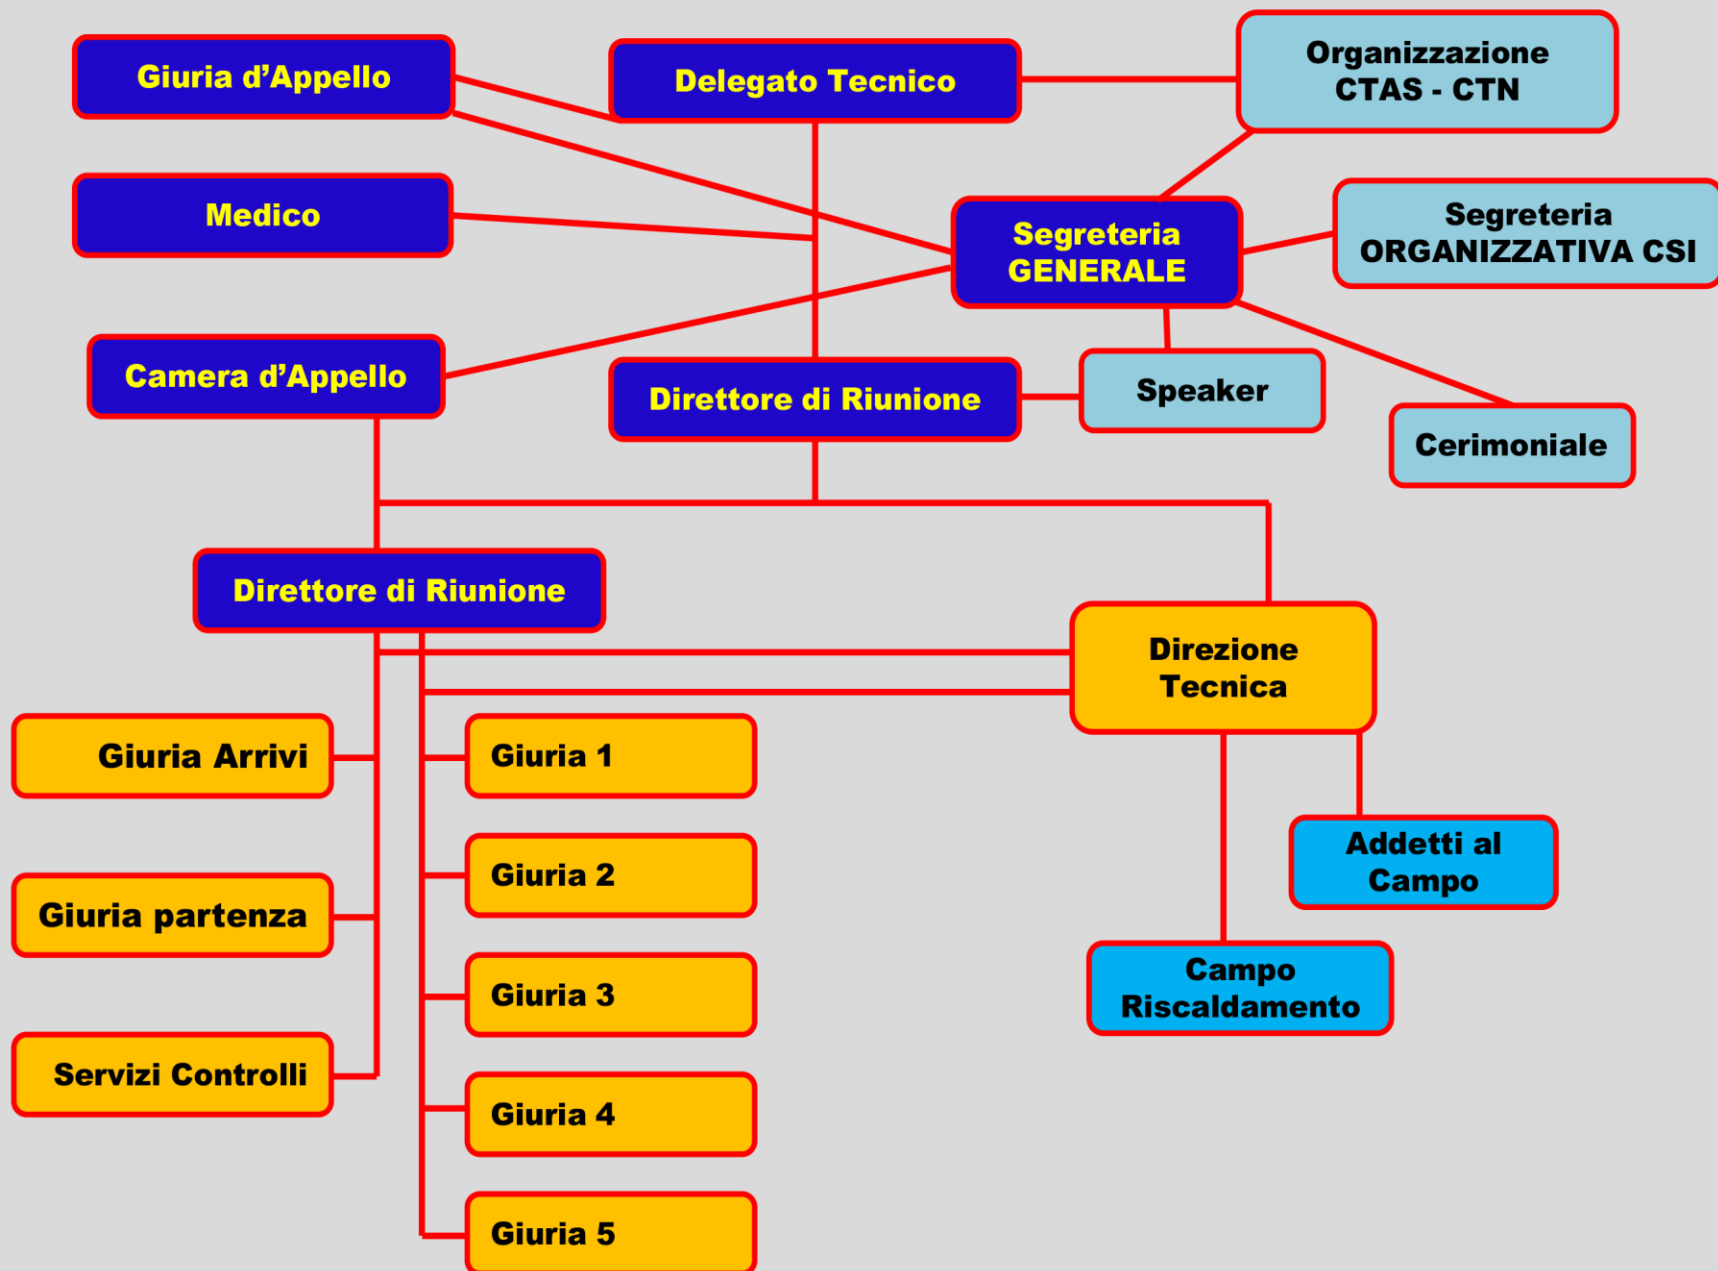 Giuria d’Appello
Delegato Tecnico
Organizzazione
CTAS - CTN
Medico
Segreteria
GENERALE
Segreteria
ORGANIZZATIVA CSI
Camera d’Appello
Direttore di Riunione
Speaker
Cerimoniale
Direttore di Riunione
Direzione
Tecnica
Giuria Arrivi
Giuria 1
Addetti al
Campo
Giuria partenza
Giuria 2
Campo
Riscaldamento
Giuria 3
Servizi Controlli
Giuria 4
Giuria 5